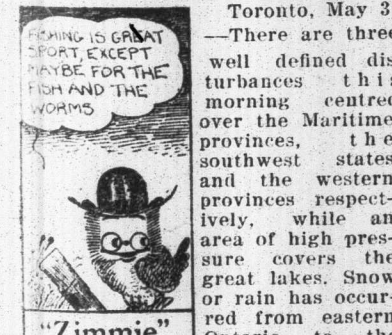 FISHING IS GREAT
SPORT, EXCEPT
MAYBE FOR THE
FISH AND THE
WORMS
"Zimmie"
Toronto, May 3
—There are three
well defined dis
turbances this
morning centred
over the Maritime
provinces, the
southwest states
and the western
provinces respect-
ively, while an
area of high pres-
sure covers the
great lakes. Snow
or rain has occur-
red from eastern
Ontario to the